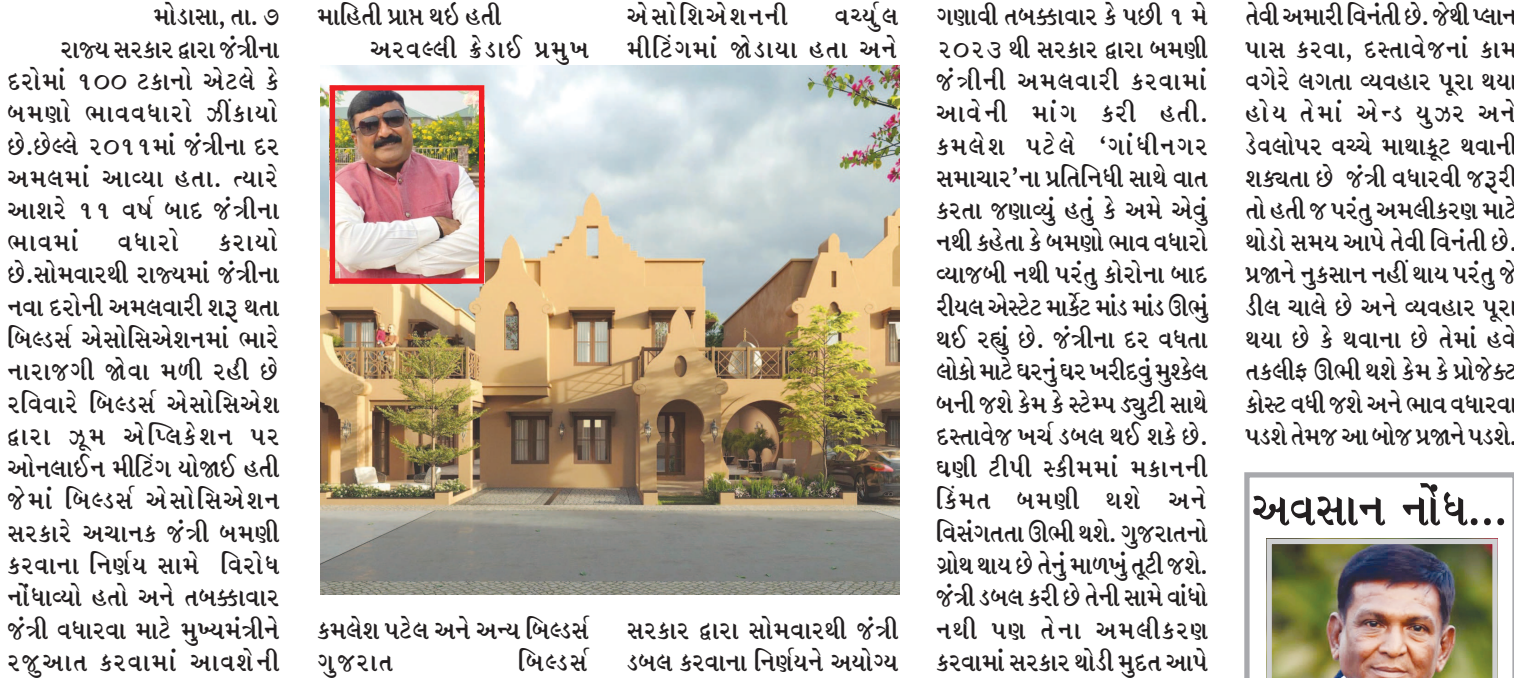 મોડાસા, તા. ૭
રાજ્ય સરકાર દ્વારા જંત્રીના
દરોમાં ૧૦૦ ટકાનો એટલે કે
બમણો ભાવવધારો ઝીંકાયો
છે.છેલ્લે ૨૦૧૧માં જંત્રીના દર
અમલમાં આવ્યા હતા. ત્યારે
આશરે ૧૧ વર્ષ બાદ જંત્રીના
ભાવમાં વધારો કરાયો
છે.સોમવારથી રાજ્યમાં જંત્રીના
નવા દરોની અમલવારી શરૂ થતા
બિલ્ડર્સ એસોસિએશનમાં ભારે
નારાજગી જોવા મળી રહી છે
રવિવારે બિલ્ડર્સ એસોસિએશ
દ્વારા ઝૂમ એપ્લિકેશન પર
ઓનલાઈન મીટિંગ યોજાઈ હતી
જેમાં બિલ્ડર્સ એસોસિએશન
સરકારે અચાનક જંત્રી બમણી
કરવાના નિર્ણય સામે વિરોધ
નોંધાવ્યો હતો અને તબક્કાવાર
જંત્રી વધારવા માટે મુખ્યમંત્રીને
રજુઆત કરવામાં આવશેની
માહિતી પ્રાપ્ત થઇ હતી
અરવલ્લી ક્રેડાઈ પ્રમુખ
કમલેશ પટેલ અને અન્ય બિલ્ડર્સ
ગુજરાત બિલ્ડર્સ
એસોશિએશનની વર્ચ્યુલ
મીટિંગમાં જોડાયા હતા અને
સરકાર દ્વારા સોમવારથી જંત્રી
ડબલ કરવાના નિર્ણયને અયોગ્ય
ગણાવી તબક્કાવાર કે પછી ૧ મે
૨૦૨૩ થી સરકાર દ્વારા બમણી
જંત્રીની અમલવારી કરવામાં
આવેની માંગ કરી હતી.
કમલેશ પટેલે ‘ગાંધીનગર
સમાચાર’ના પ્રતિનિધી સાથે વાત
કરતા જણાવ્યું હતું કે અમે એવું
નથી કહેતા કે બમણો ભાવ વધારો
વ્યાજબી નથી પરંતુ કોરોના બાદ
રીયલ એસ્ટેટ માર્કેટ માંડ માંડ ઊભું
થઈ રહ્યું છે. જંત્રીના દર વધતા
લોકો માટે ઘરનું ઘર ખરીદવું મુશ્કેલ
બની જશે કેમ કે સ્ટેમ્પ ડ્યુટી સાથે
દસ્તાવેજ ખર્ચ ડબલ થઈ શકે છે.
ઘણી ટીપી સ્કીમમાં મકાનની
કિંમત બમણી થશે અને
વિસંગતતા ઊભી થશે. ગુજરાતનો
ગ્રોથ થાય છે તેનું માળખું તૂટી જશે.
જંત્રી ડબલ કરી છે તેની સામે વાંધો
નથી પણ તેના અમલીકરણ
કરવામાં સરકાર થોડી મુદત આપે
તેવી અમારી વિનંતી છે. જેથી પ્લાન
પાસ કરવા, દસ્તાવેજનાં કામ
વગેરે લગતા વ્યવહાર પૂરા થયા
હોય તેમાં એન્ડ યુઝર અને
ડેવલોપર વચ્ચે માથાકૂટ થવાની
શક્યતા છે જંત્રી વધારવી જરૂરી
તો હતી જ પરંતુ અમલીકરણ માટે
થોડો સમય આપે તેવી વિનંતી છે.
પ્રજાને નુકસાન નહીં થાય પરંતુ જે
ડીલ ચાલે છે અને વ્યવહાર પૂરા
થયા છે કે થવાના છે તેમાં હવે
તકલીફ ઊભી થશે કેમ કે પ્રોજેક્ટ
કોસ્ટ વધી જશે અને ભાવ વધારવા
પડશે તેમજ આ બોજ પ્રજાને પડશે.
અવસાન નોંધ...